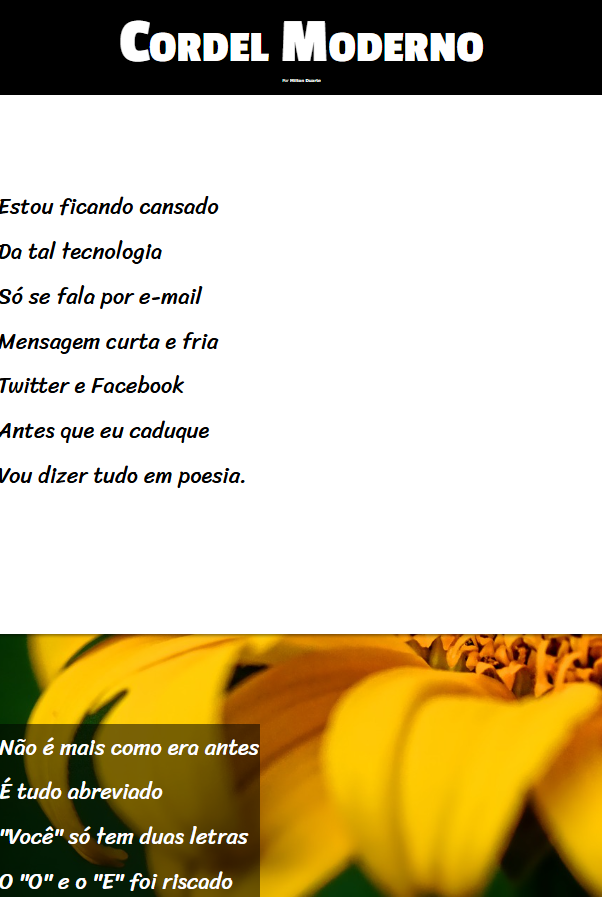 Cordel Moderno
Por Milton Duarte
Estou ficando cansado
Da tal tecnologia
Só se fala por e-mail
Mensagem curta e fria
Twitter e Facebook
Antes que eu caduque
Vou dizer tudo em poesia.
Não é mais como era antes
É tudo abreviado
"Você" só tem duas letras
O "O" e o "E" foi riscado